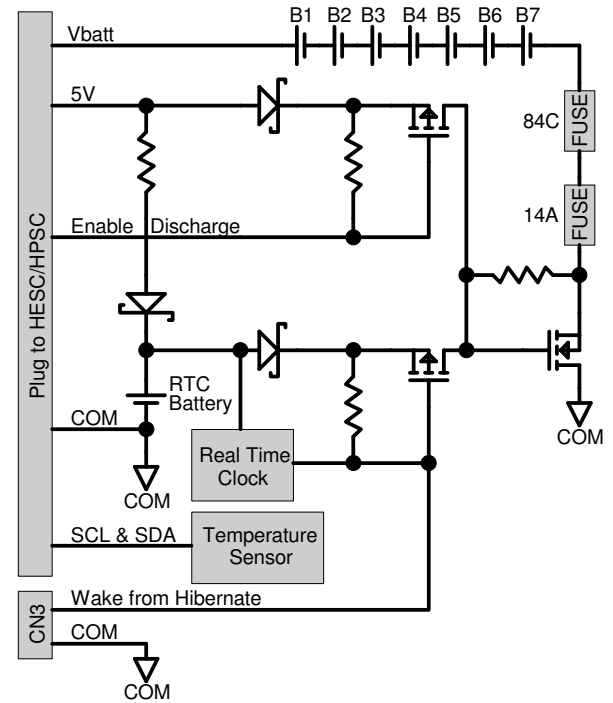 B1 B2 B3 B4 B5 B6 B7
Vbatt
5V
84C
FUSE
14A
FUSE
Enable Discharge
Plug to HESC/HPSC
RTC
Battery
COM
COM
COM
Real Time
Clock
SCL & SDA
Temperature
Sensor
CN3
Wake from Hibernate
COM
COM